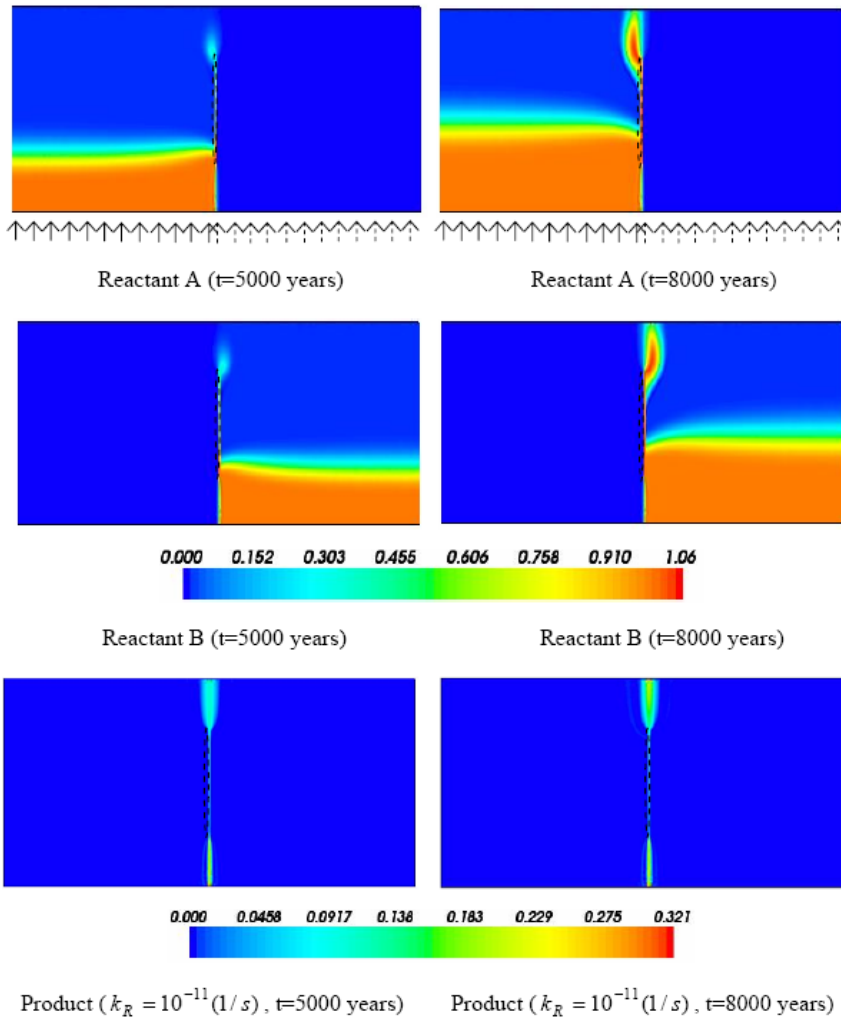 Reactant A (t=5000 years) Reactant A (t=8000 years)
0.000 0.152 0.303 0.455 0.606 0.758 0.910 1.06
Reactant B (t=5000 years) Reactant B (t=8000 years)
0.000 0.0458 0.0917 0.138 0.183 0.229 0.275 0.321
Product ( k_R = 10^{-11} (1/s) , t=5000 years) Product ( k_R = 10^{-11} (1/s) , t=8000 years)